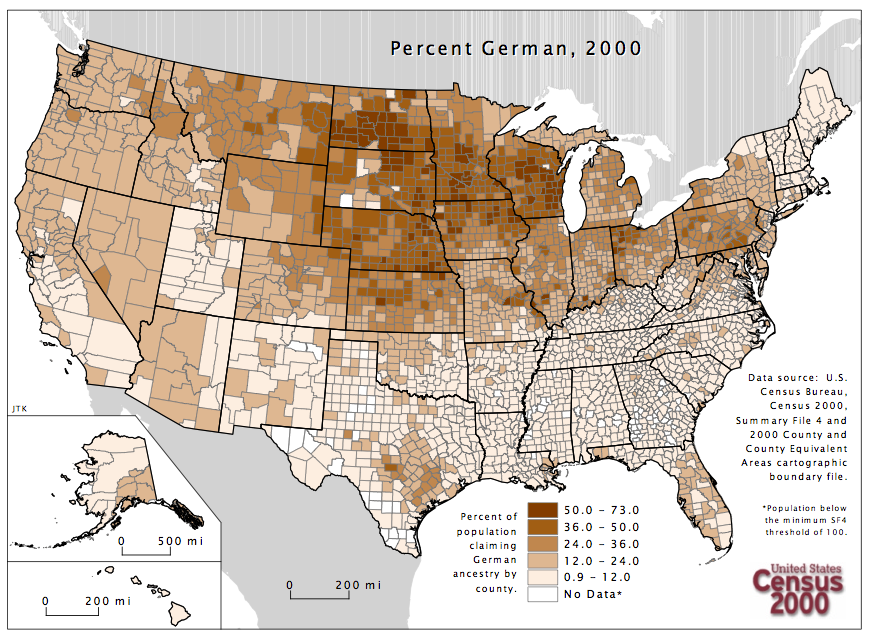 Percent German, 2000
Data source: U.S.
Census Bureau,
Census 2000,
Summary File 4 and
2000 County and
County Equivalent
Areas cartographic
boundary file.
*Population below
the minimum SF4
threshold of 100.
JTK
0 500 mi
0 200 mi
0 200 mi
Percent of
population
claiming
German
ancestry by
county.
50.0 – 73.0
36.0 – 50.0
24.0 – 36.0
12.0 – 24.0
0.9 – 12.0
No Data*
United States
Census
2000